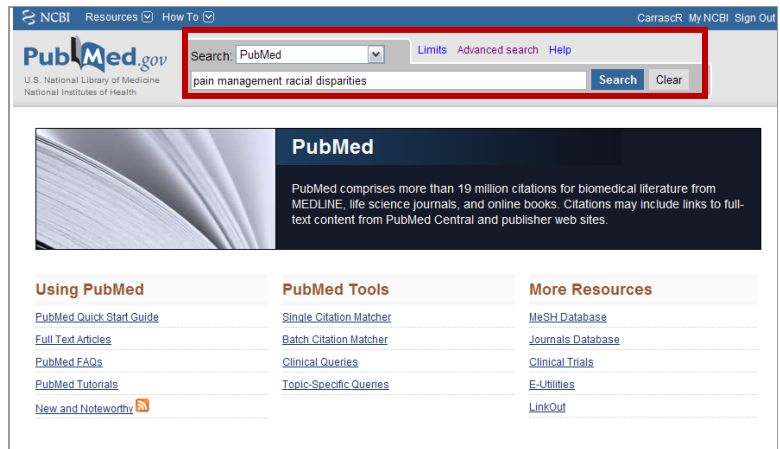 NCBI Resources How To CarrascR My NCBI Sign Out
PubMed.gov
U.S. National Library of Medicine
National Institutes of Health
Search: PubMed Limits Advanced search Help
pain management racial disparities Search Clear
PubMed
PubMed comprises more than 19 million citations for biomedical literature from
MEDLINE, life science journals, and online books. Citations may include links to full-
text content from PubMed Central and publisher web sites.
Using PubMed
PubMed Quick Start Guide
Full Text Articles
PubMed FAQs
PubMed Tutorials
New and Noteworthy
PubMed Tools
Single Citation Matcher
Batch Citation Matcher
Clinical Queries
Topic-Specific Queries
More Resources
MeSH Database
Journals Database
Clinical Trials
E-Utilities
LinkOut